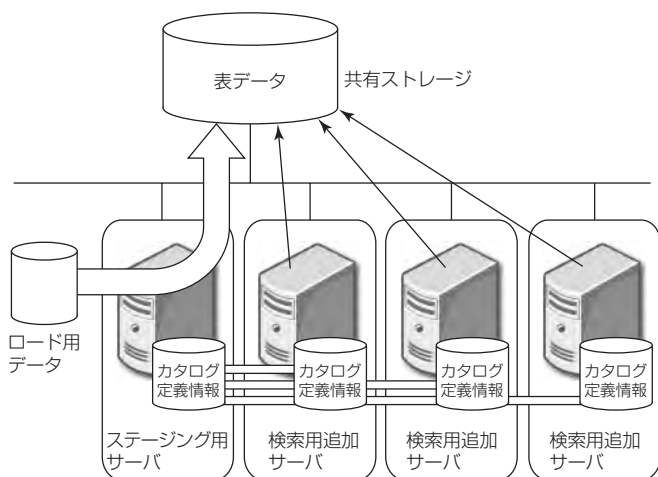 表データ
共有ストレージ
ロード用
データ
カタログ
定義情報
カタログ
定義情報
カタログ
定義情報
カタログ
定義情報
ステージング用
サーバ
検索用追加
サーバ
検索用追加
サーバ
検索用追加
サーバ